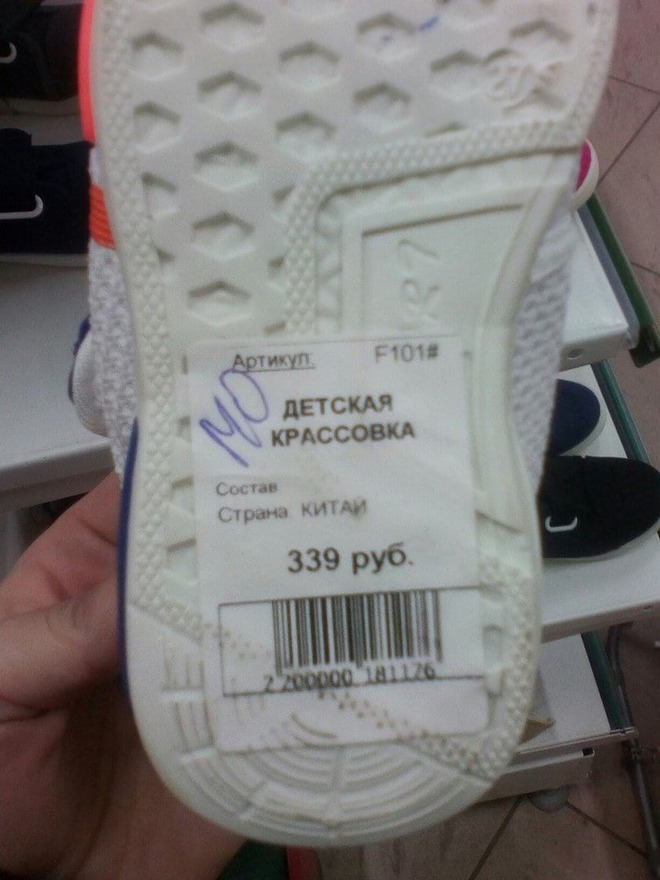 Артикул: F101#
ДЕТСКАЯ
КРАССОВКА
Состав
Страна КИТАЙ
339 руб.
2 200000 181176